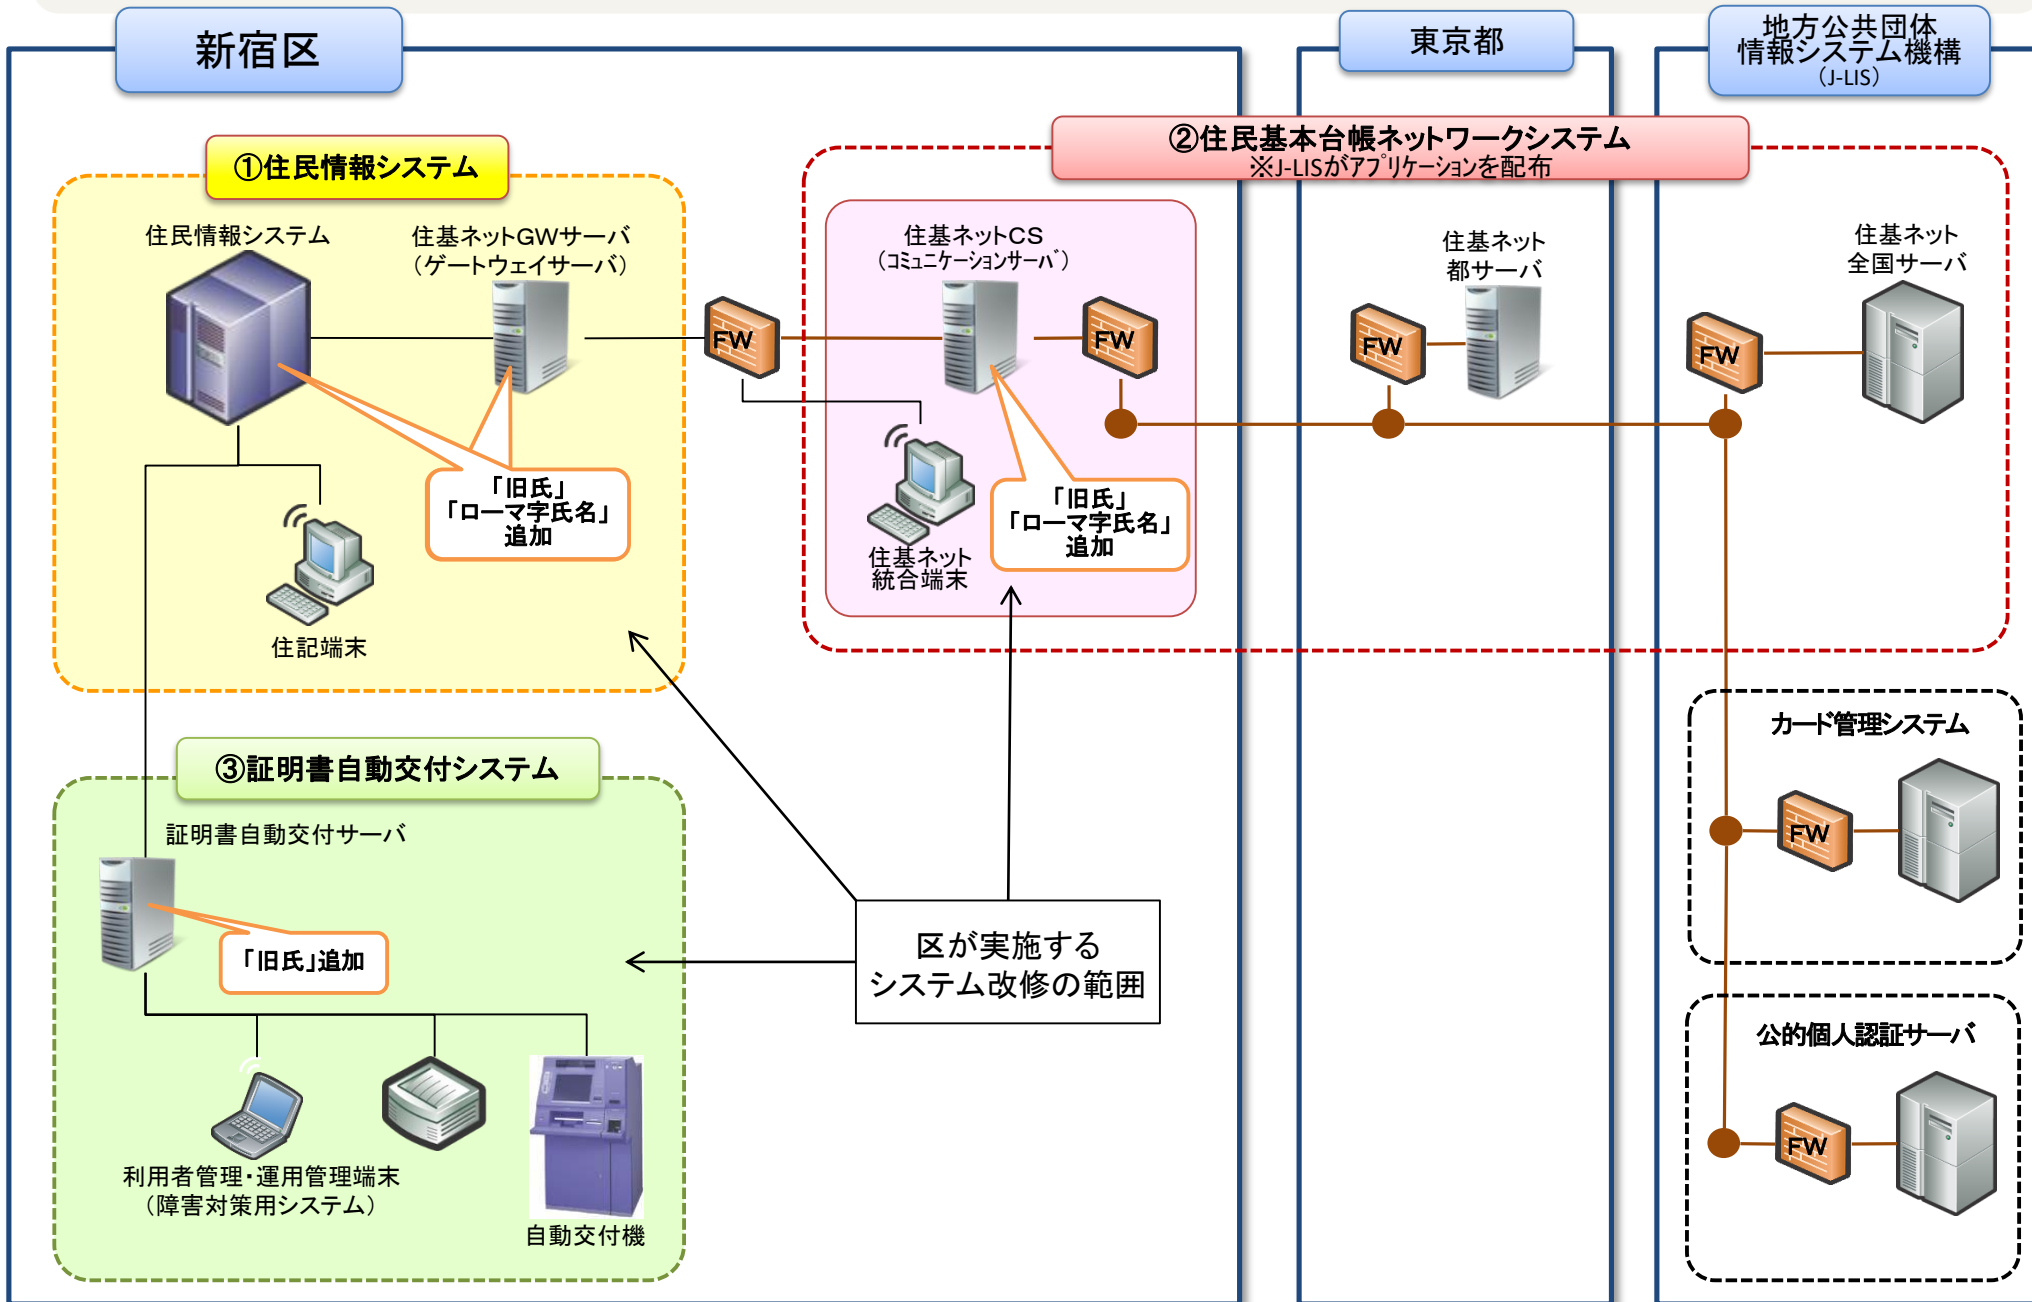 新宿区
東京都
地方公共団体
情報システム機構
(J-LIS)
①住民情報システム
②住民基本台帳ネットワークシステム
※J-LISがアプリケーションを配布
住民情報システム
住基ネットGWサーバ
(ゲートウェイサーバ)
住基ネットCS
(コミュニケーションサーバ)
住基ネット
都サーバ
住基ネット
全国サーバ
FW
FW
FW
FW
「旧氏」
「ローマ字氏名」
追加
「旧氏」
「ローマ字氏名」
追加
住基ネット
統合端末
住記端末
カード管理システム
FW
③証明書自動交付システム
証明書自動交付サーバ
「旧氏」追加
区が実施する
システム改修の範囲
公的個人認証サーバ
FW
利用者管理・運用管理端末
(障害対策用システム)
自動交付機